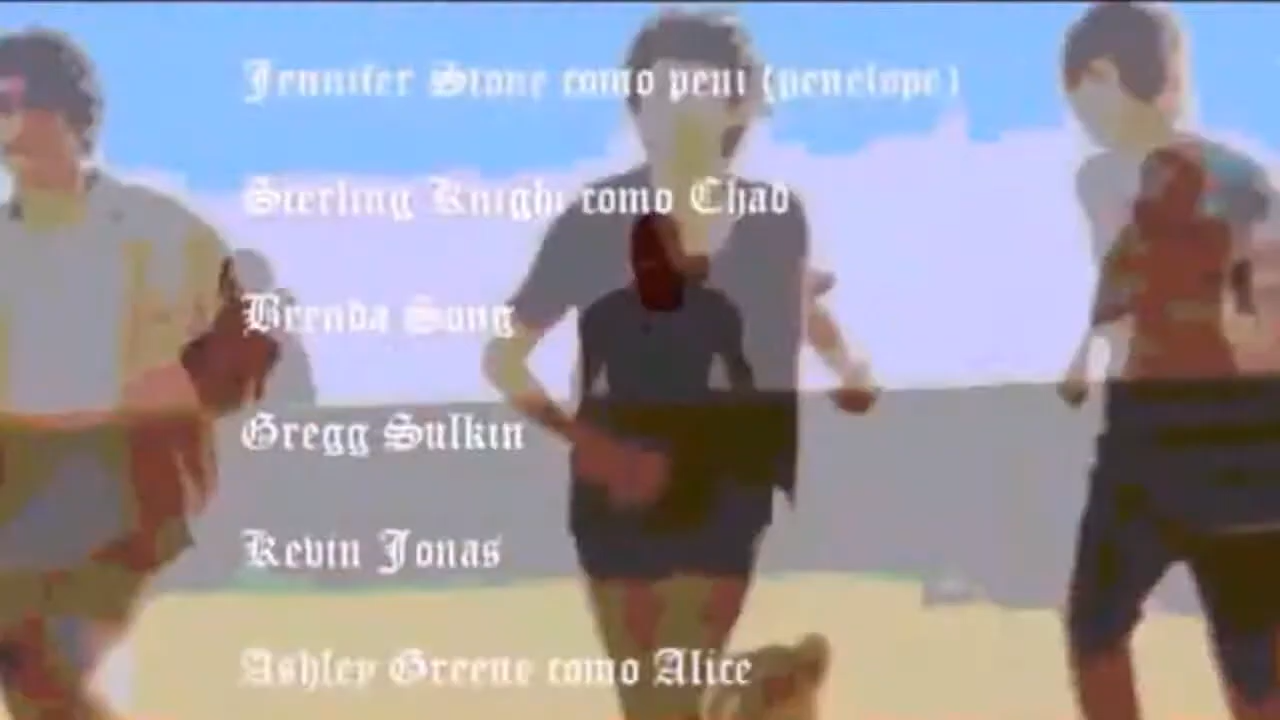 Jennifer Stone como peni (penelope)
Sterling Knight como Chad
Brenda Song
Gregg Sulkin
Kevin Jonas
Ashley Greene como Alice